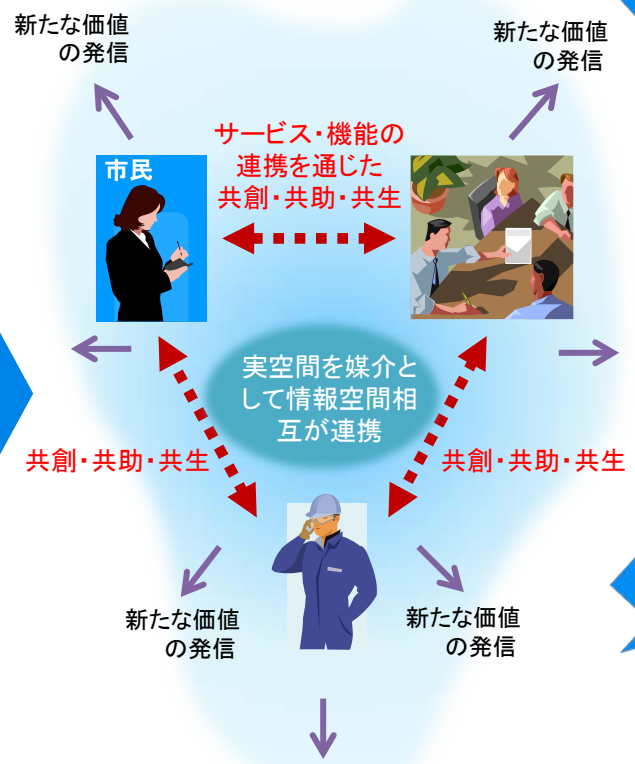 新たな価値
の発信
新たな価値
の発信
サービス・機能の
連携を通じた
共創・共助・共生
市民
実空間を媒介と
して情報空間相
互が連携
共創・共助・共生
共創・共助・共生
新たな価値
の発信
新たな価値
の発信